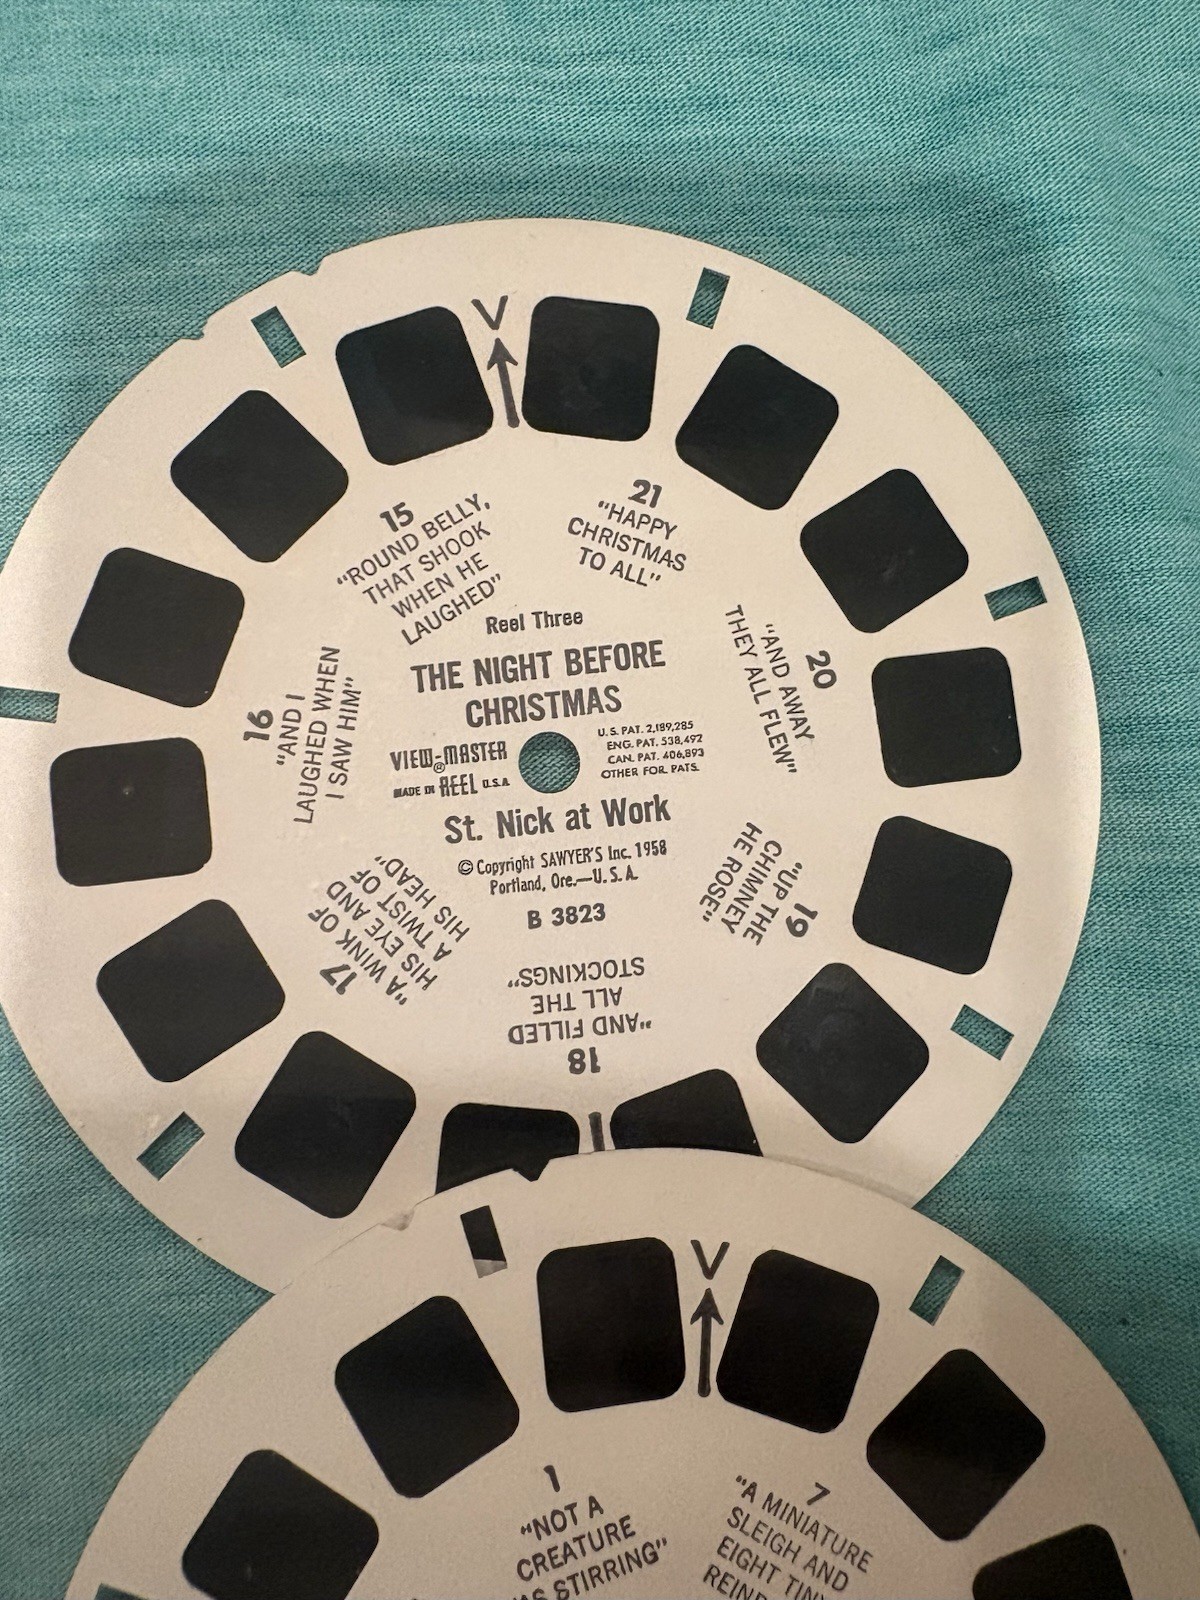 V
15
"ROUND BELLY,
THAT SHOOK
WHEN HE
LAUGHED"
21
"HAPPY
CHRISTMAS
TO ALL"
Reel Three
THE NIGHT BEFORE
CHRISTMAS
VIEW-MASTER
®
MADE IN REEL U.S.A.
U.S. PAT. 2,189,285
ENG. PAT. 538,492
CAN. PAT. 406,893
OTHER FOR. PATS.
St. Nick at Work
© Copyright SAWYER'S Inc. 1958
Portland, Ore.—U.S.A.
B 3823
16
"AND I
LAUGHED WHEN
I SAW HIM"
17
"A WINK OF
HIS EYE AND
A TWIST OF
HIS HEAD"
18
"AND FILLED
ALL THE
STOCKINGS"
19
"UP THE
CHIMNEY
HE ROSE"
20
"AND AWAY
THEY ALL FLEW"
V
1
"NOT A
CREATURE
STIRRING"
7
"A MINIATURE
SLEIGH AND
EIGHT